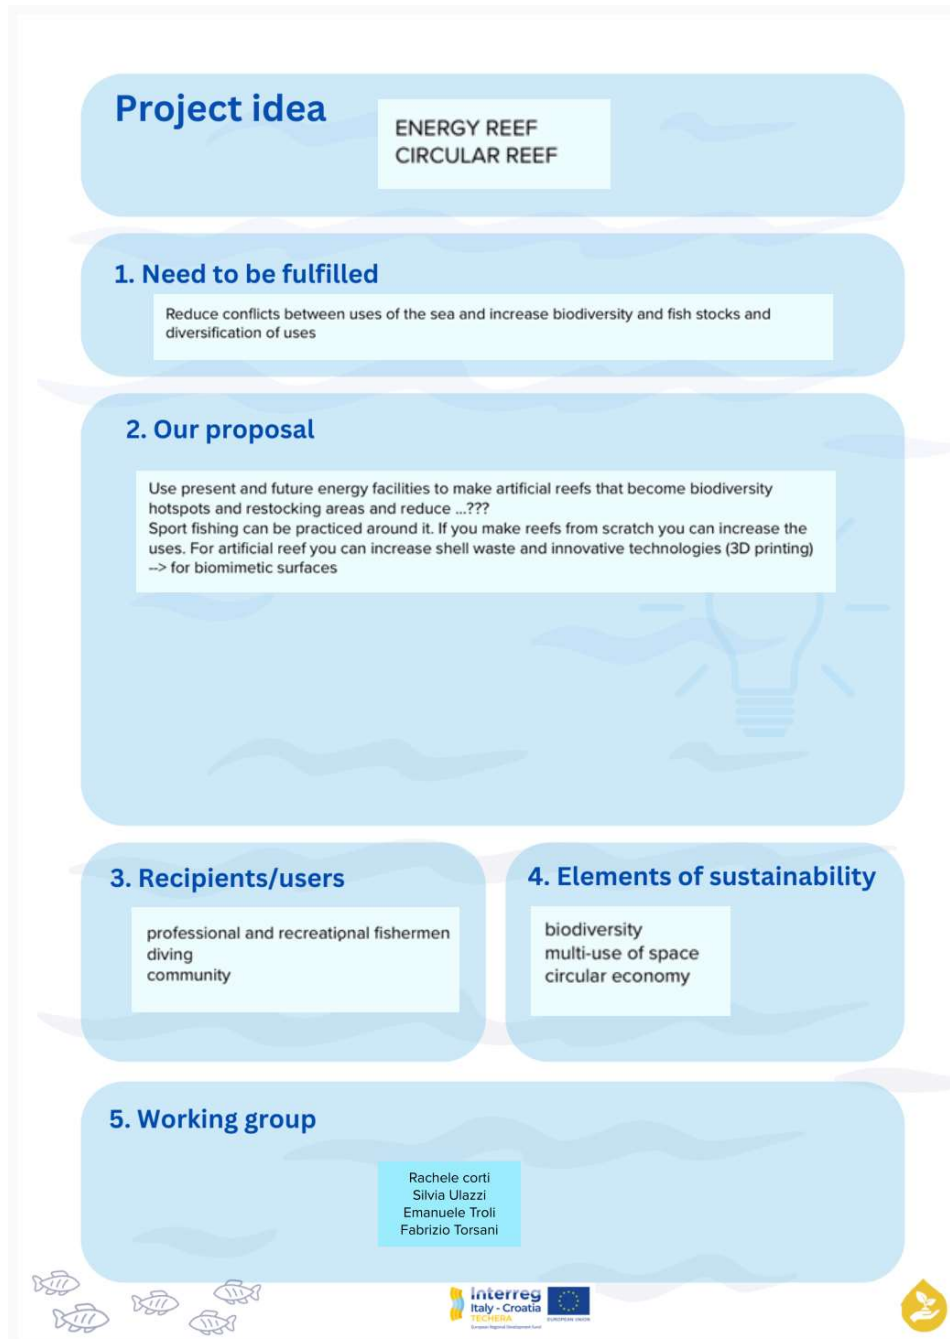 Project idea
ENERGY REEF
CIRCULAR REEF
1. Need to be fulfilled
Reduce conflicts between uses of the sea and increase biodiversity and fish stocks and
diversification of uses
2. Our proposal
Use present and future energy facilities to make artificial reefs that become biodiversity
hotspots and restocking areas and reduce ...???
Sport fishing can be practiced around it. If you make reefs from scratch you can increase the
uses. For artificial reef you can increase shell waste and innovative technologies (3D printing)
--> for biomimetic surfaces
3. Recipients/users
professional and recreational fishermen
diving
community
4. Elements of sustainability
biodiversity
multi-use of space
circular economy
5. Working group
Rachele corti
Silvia Ulazzi
Emanuele Troli
Fabrizio Torsani
Interreg
Italy - Croatia
TECHERA
European Regional Development Fund
EUROPEAN UNION